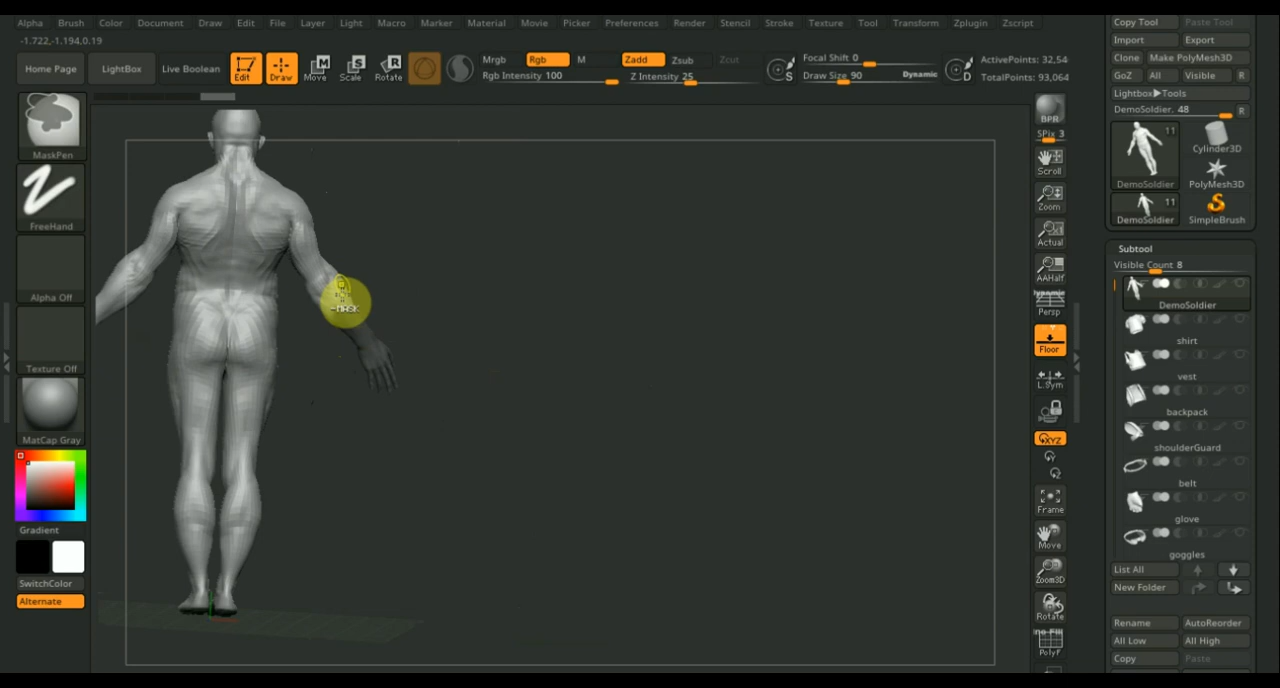 Alpha Brush Color Document Draw Edit File Layer Light Macro Marker Material Movie Picker Preferences Render Stencil Stroke Texture Tool Transform Zplugin Zscript
-1.722,-1.194,0.19
Home Page LightBox Live Boolean Edit Draw Move Scale Rotate
Mrgb Rgb M Zadd Zsub Zcut
Rgb Intensity 100 Z Intensity 25
S
Focal Shift 0
Draw Size 90 Dynamic
D
ActivePoints: 32,54
TotalPoints: 93,064
MaskPen
FreeHand
Alpha Off
Texture Off
MatCap Gray
Gradient
SwitchColor
Alternate
BPR
SPix 3
Scroll
Zoom
Actual
AAHalf
Dynamic
Persp
Floor
L.Sym
XYZ
Y
Z
Frame
Move
Zoom3D
Rotate
PolyF
Copy Tool Paste Tool
Import Export
Clone Make PolyMesh3D
GoZ All Visible R
Lightbox▶Tools
DemoSoldier. 48 R
11
DemoSoldier Cylinder3D
PolyMesh3D
11
DemoSoldier SimpleBrush
Subtool
Visible Count 8
DemoSoldier
shirt
vest
backpack
shoulderGuard
belt
glove
goggles
List All
New Folder
Rename AutoReorder
All Low All High
Copy Paste